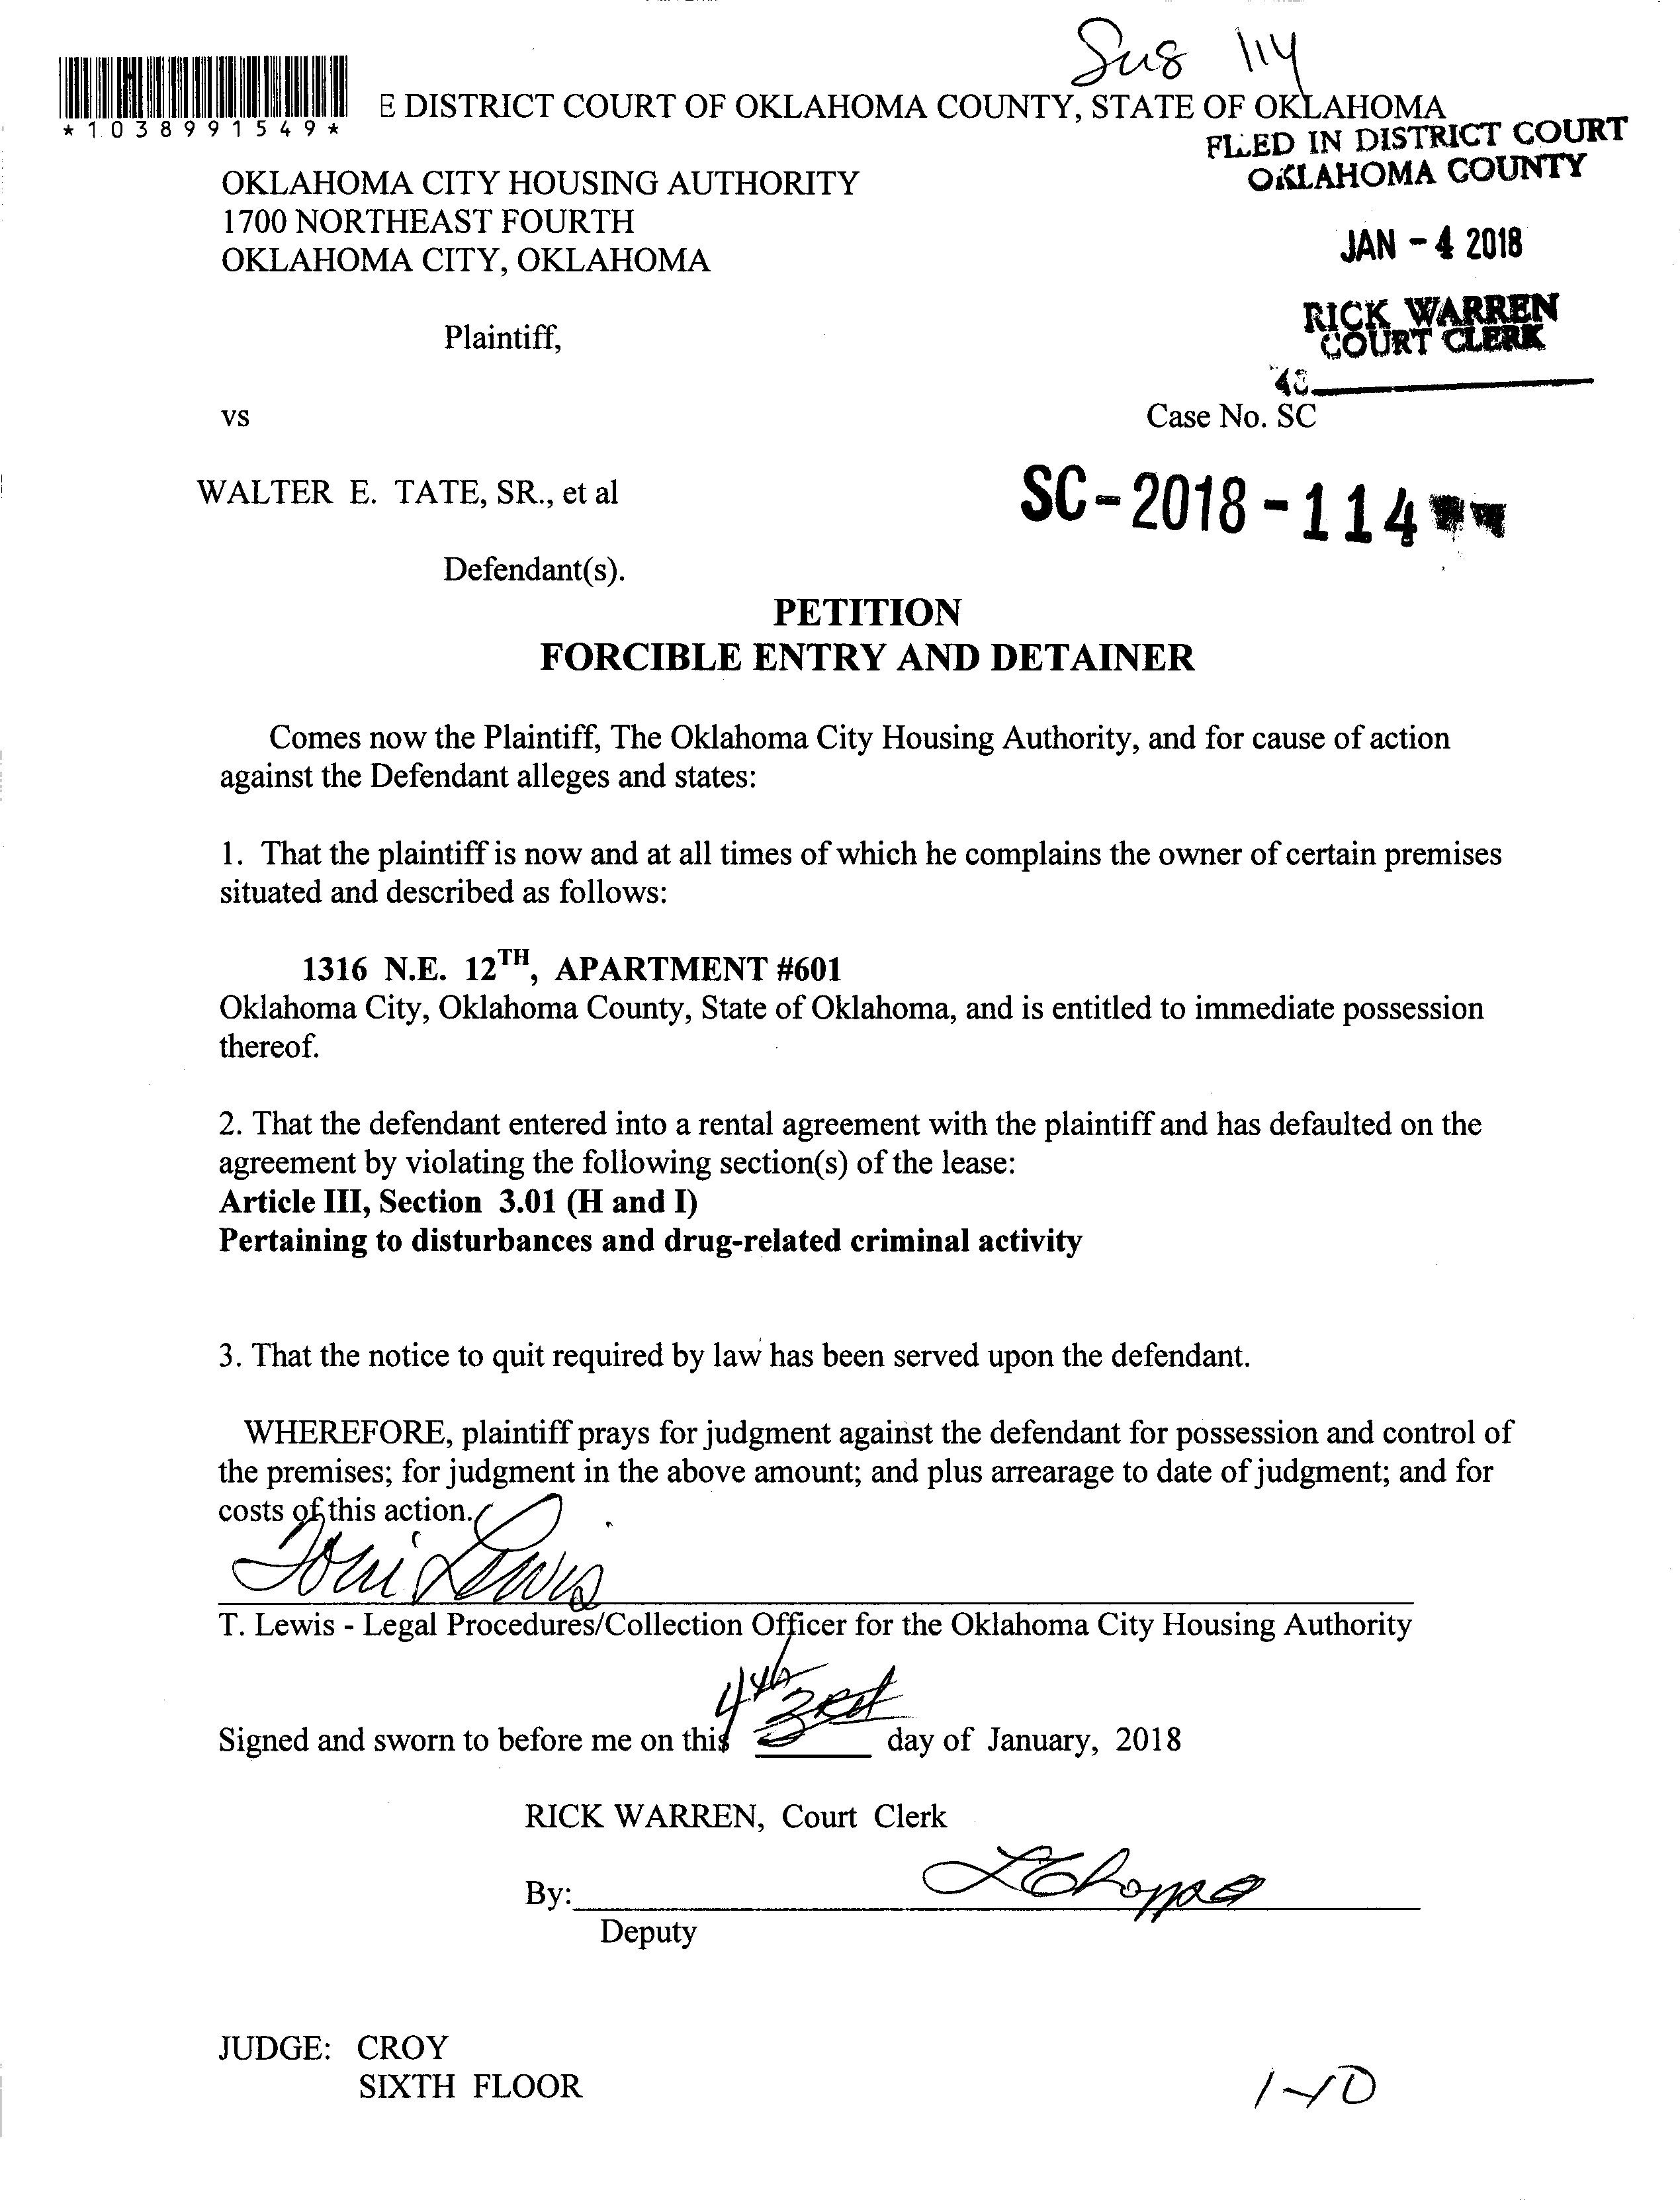 Sus 114
*1038991549*
E DISTRICT COURT OF OKLAHOMA COUNTY, STATE OF OKLAHOMA
FILED IN DISTRICT COURT
OKLAHOMA COUNTY
OKLAHOMA CITY HOUSING AUTHORITY
1700 NORTHEAST FOURTH
OKLAHOMA CITY, OKLAHOMA
JAN - 4 2018
RICK WARREN
COURT CLERK
Plaintiff,
vs
Case No. SC
WALTER E. TATE, SR., et al
SC-2018-114
Defendant(s).
PETITION
FORCIBLE ENTRY AND DETAINER
Comes now the Plaintiff, The Oklahoma City Housing Authority, and for cause of action
against the Defendant alleges and states:
1. That the plaintiff is now and at all times of which he complains the owner of certain premises
situated and described as follows:
1316 N.E. 12TH, APARTMENT #601
Oklahoma City, Oklahoma County, State of Oklahoma, and is entitled to immediate possession
thereof.
2. That the defendant entered into a rental agreement with the plaintiff and has defaulted on the
agreement by violating the following section(s) of the lease:
Article III, Section 3.01 (H and I)
Pertaining to disturbances and drug-related criminal activity
3. That the notice to quit required by law has been served upon the defendant.
WHEREFORE, plaintiff prays for judgment against the defendant for possession and control of
the premises; for judgment in the above amount; and plus arrearage to date of judgment; and for
costs of this action.
Toni Lewis
T. Lewis - Legal Procedures/Collection Officer for the Oklahoma City Housing Authority
Signed and sworn to before me on this 4th 3rd day of January, 2018
RICK WARREN, Court Clerk
By:
Deputy
JUDGE: CROY
SIXTH FLOOR
1-10